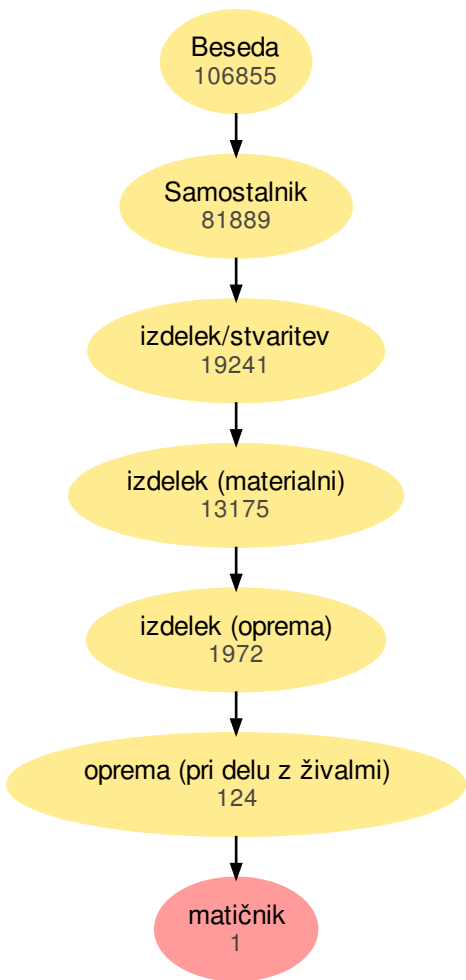 Beseda
106855
Samostalnik
81889
izdelek/stvaritev
19241
izdelek (materialni)
13175
izdelek (oprema)
1972
oprema (pri delu z živalmi)
124
matičnik
1